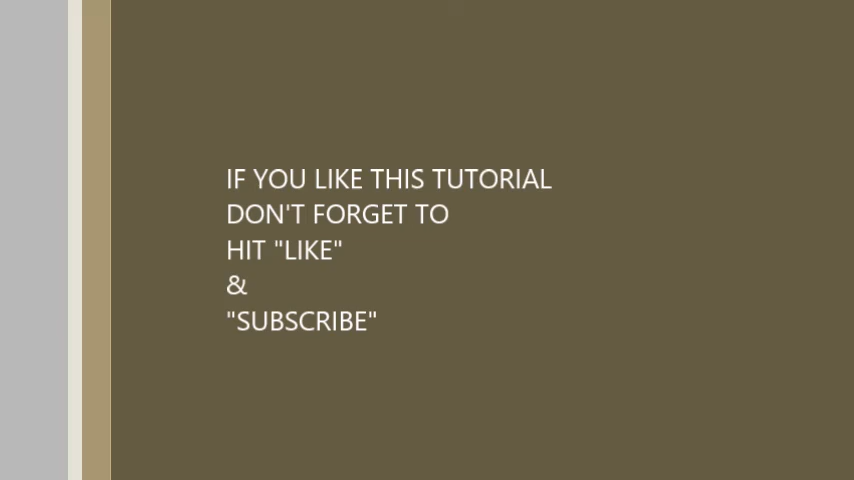 IF YOU LIKE THIS TUTORIAL
DON'T FORGET TO
HIT "LIKE"
&
"SUBSCRIBE"